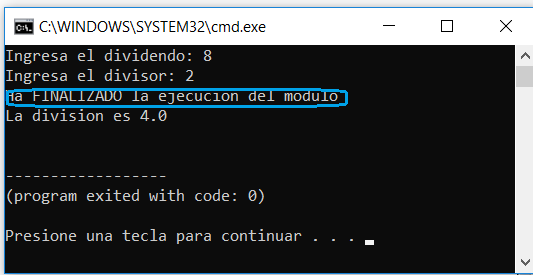 C:\WINDOWS\SYSTEM32\cmd.exe
Ingresa el dividendo: 8
Ingresa el divisor: 2
Ha FINALIZADO la ejecucion del modulo
La division es 4.0
------------------
(program exited with code: 0)
Presione una tecla para continuar . . .